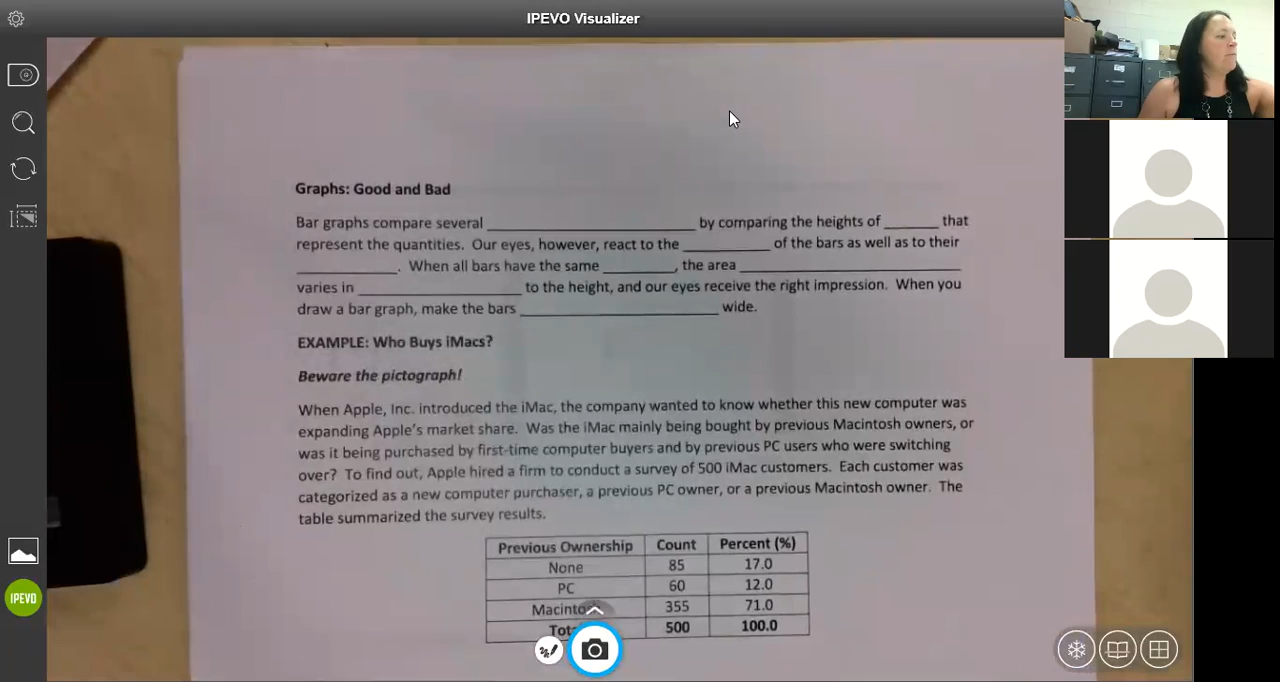 IPEVO Visualizer
Graphs: Good and Bad
Bar graphs compare several ____________________ by comparing the heights of ______ that
represent the quantities. Our eyes, however, react to the _________ of the bars as well as to their
___________. When all bars have the same ________, the area ________________________
varies in __________________ to the height, and our eyes receive the right impression. When you
draw a bar graph, make the bars ______________________ wide.
EXAMPLE: Who Buys iMacs?
Beware the pictograph!
When Apple, Inc. introduced the iMac, the company wanted to know whether this new computer was
expanding Apple's market share. Was the iMac mainly being bought by previous Macintosh owners, or
was it being purchased by first-time computer buyers and by previous PC users who were switching
over? To find out, Apple hired a firm to conduct a survey of 500 iMac customers. Each customer was
categorized as a new computer purchaser, a previous PC owner, or a previous Macintosh owner. The
table summarized the survey results.
Previous Ownership Count Percent (%)
None 85 17.0
PC 60 12.0
355 71.0
500 100.0
IPEVO